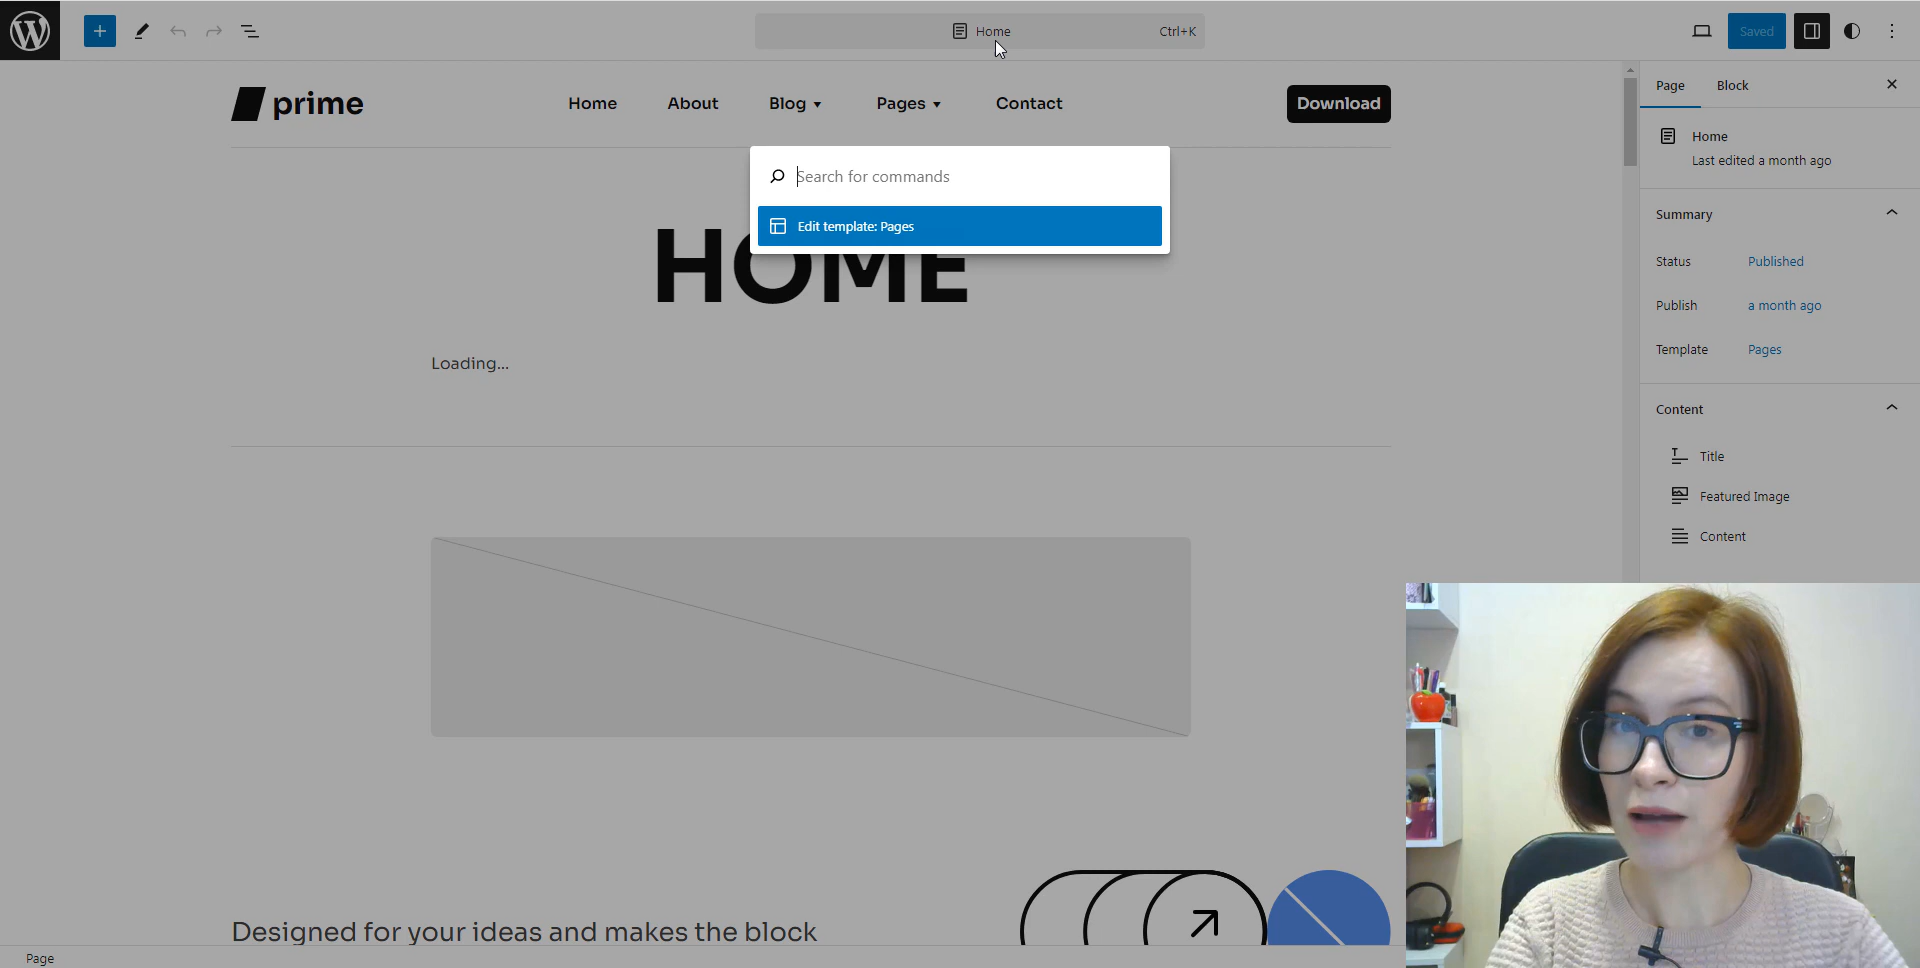 Home
Ctrl+K
Saved
prime
Home
About
Blog
Pages
Contact
Download
Search for commands
Edit template: Pages
HOME
Loading...
Designed for your ideas and makes the block
Page
Page
Block
Home
Last edited a month ago
Summary
Status
Published
Publish
a month ago
Template
Pages
Content
Title
Featured Image
Content